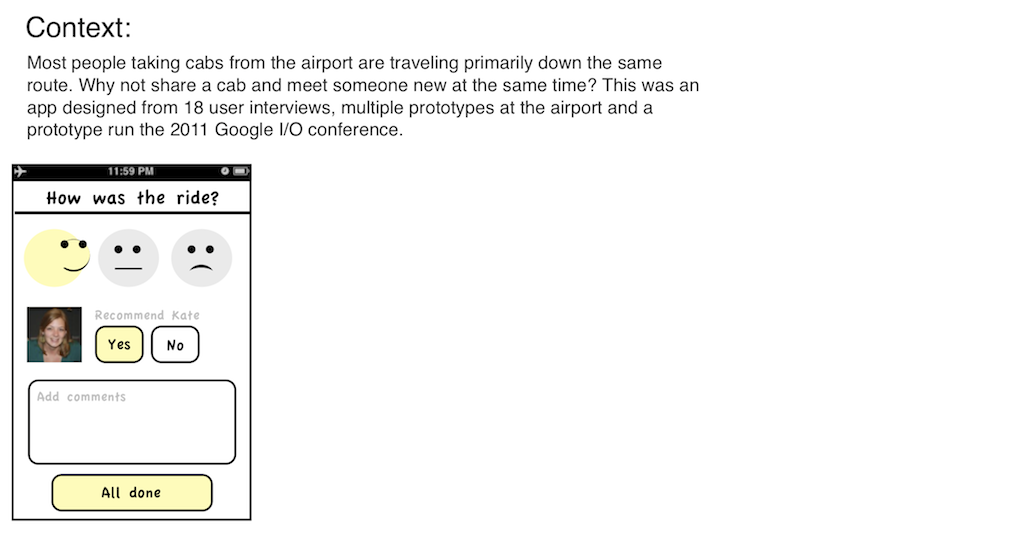 Context:
Most people taking cabs from the airport are traveling primarily down the same
route. Why not share a cab and meet someone new at the same time? This was an
app designed from 18 user interviews, multiple prototypes at the airport and a
prototype run the 2011 Google I/O conference.
11:59 PM
How was the ride?
Recommend Kate
Yes No
Add comments
All done